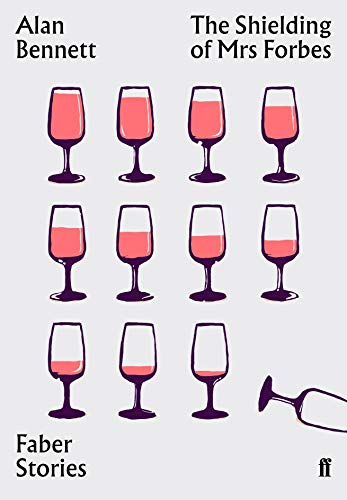 Alan
Bennett
The Shielding
of Mrs Forbes
Faber
Stories
ff